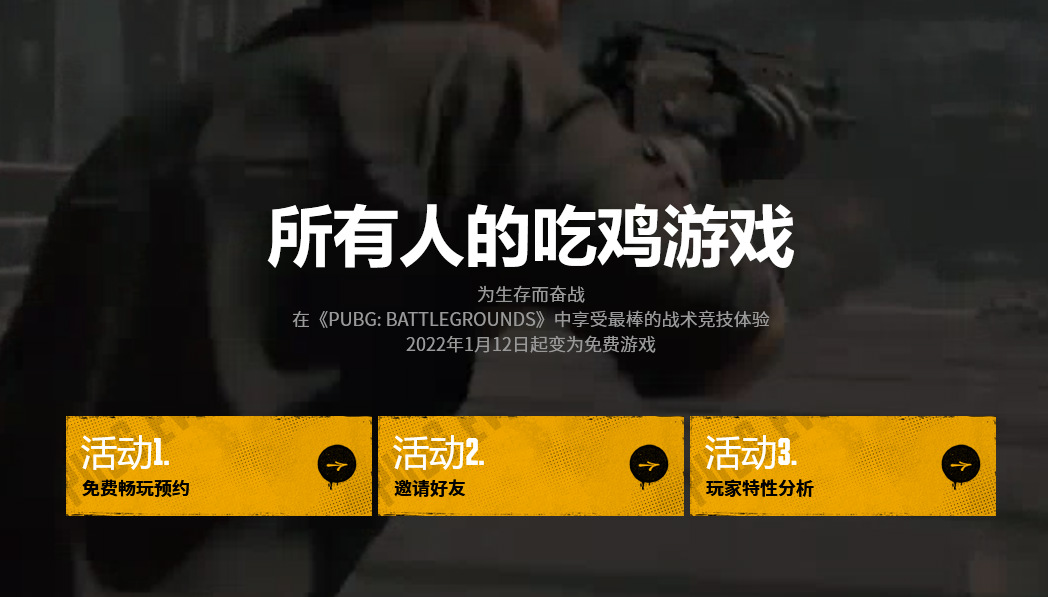 所有人的吃鸡游戏
为生存而奋战
在《PUBG: BATTLEGROUNDS》中享受最棒的战术竞技体验
2022年1月12日起变为免费游戏
活动1.
免费畅玩预约
活动2.
邀请好友
活动3.
玩家特性分析